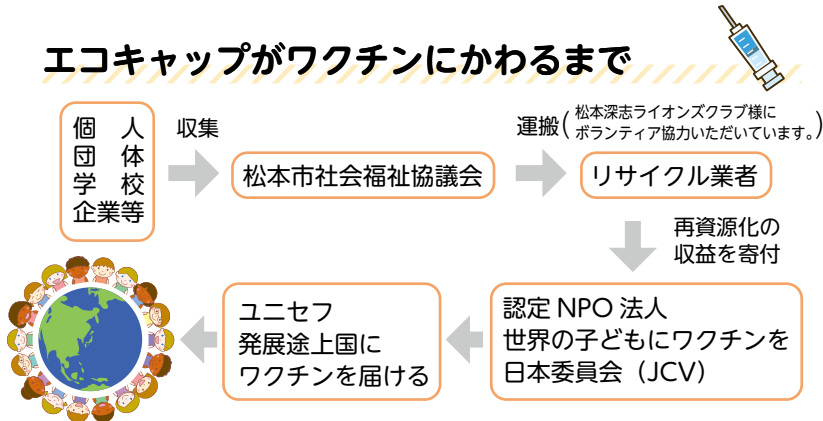 エコキャップがワクチンにかわるまで
個人
団体
学校
企業等
収集
松本市社会福祉協議会
運搬(松本深志ライオンズクラブ様に
ボランティア協力いただいています。)
リサイクル業者
再資源化の
収益を寄付
認定 NPO 法人
世界の子どもにワクチンを
日本委員会（JCV）
ユニセフ
発展途上国に
ワクチンを届ける